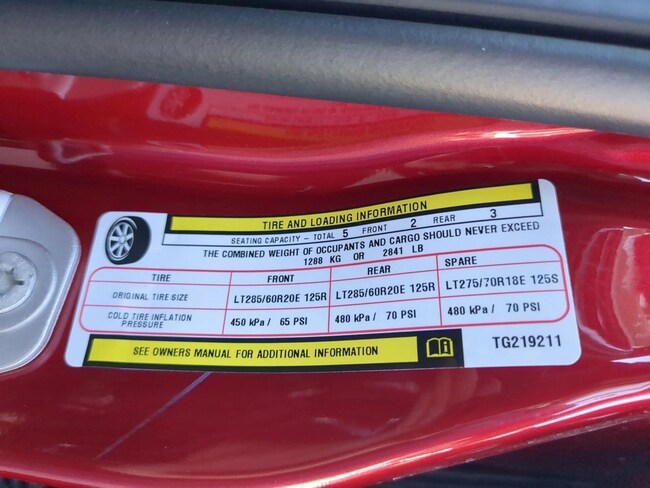 TIRE AND LOADING INFORMATION
SEATING CAPACITY - TOTAL 5 FRONT 2 REAR 3
THE COMBINED WEIGHT OF OCCUPANTS AND CARGO SHOULD NEVER EXCEED
1288 KG OR 2841 LB
TIRE FRONT REAR SPARE
ORIGINAL TIRE SIZE LT285/60R20E 125R LT285/60R20E 125R LT275/70R18E 125S
COLD TIRE INFLATION
PRESSURE 450 kPa / 65 PSI 480 kPa / 70 PSI 480 kPa / 70 PSI
SEE OWNERS MANUAL FOR ADDITIONAL INFORMATION TG219211